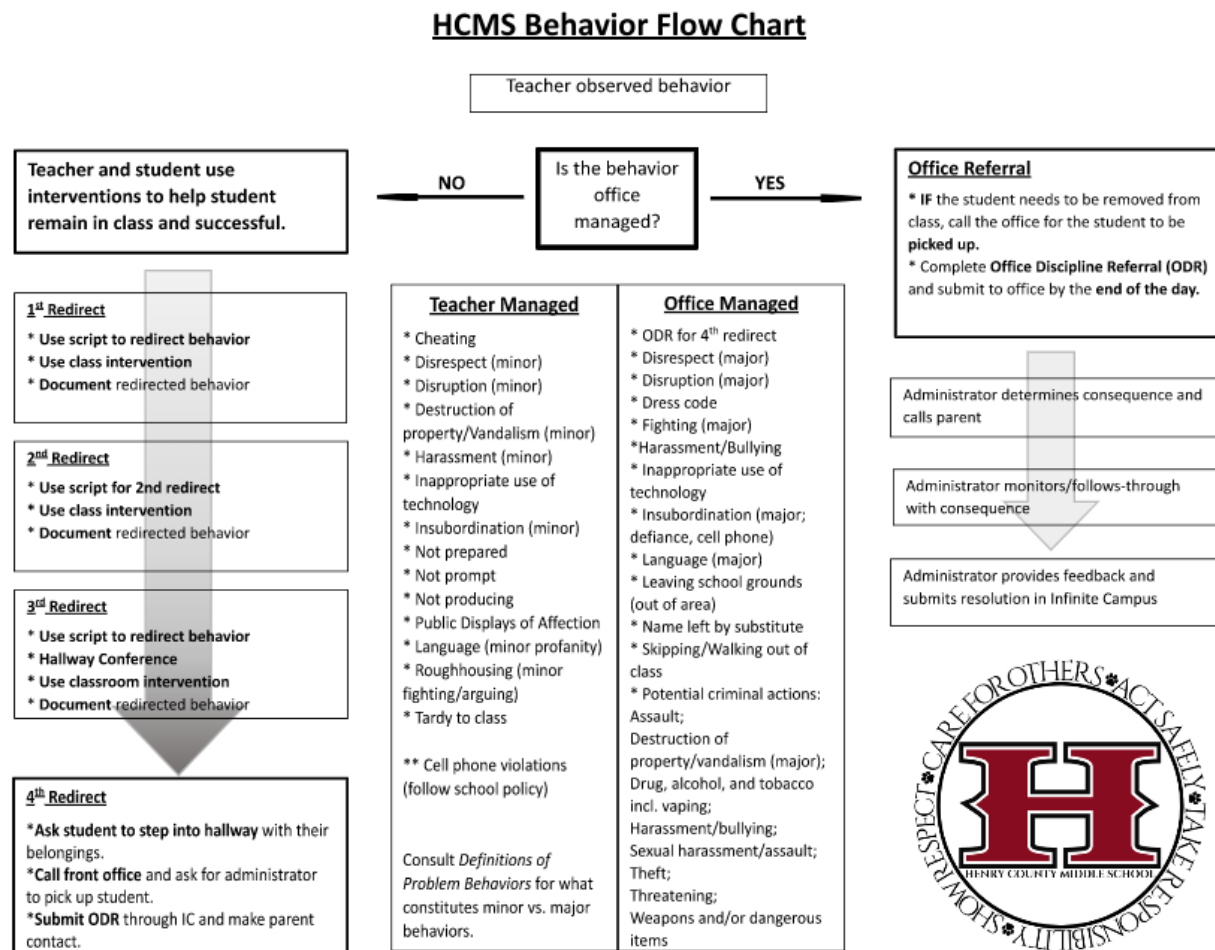 HCMS Behavior Flow Chart
Teacher observed behavior
Teacher and student use
interventions to help student
remain in class and successful.
NO
Is the behavior
office
managed?
YES
Office Referral
* IF the student needs to be removed from
class, call the office for the student to be
picked up.
* Complete Office Discipline Referral (ODR)
and submit to office by the end of the day.
1st Redirect
* Use script to redirect behavior
* Use class intervention
* Document redirected behavior
2nd Redirect
* Use script for 2nd redirect
* Use class intervention
* Document redirected behavior
3rd Redirect
* Use script to redirect behavior
* Hallway Conference
* Use classroom intervention
* Document redirected behavior
4th Redirect
*Ask student to step into hallway with their
belongings.
*Call front office and ask for administrator
to pick up student.
*Submit ODR through IC and make parent
contact.
Teacher Managed
* Cheating
* Disrespect (minor)
* Disruption (minor)
* Destruction of
property/Vandalism (minor)
* Harassment (minor)
* Inappropriate use of
technology
* Insubordination (minor)
* Not prepared
* Not prompt
* Not producing
* Public Displays of Affection
* Language (minor profanity)
* Roughhousing (minor
fighting/arguing)
* Tardy to class
** Cell phone violations
(follow school policy)
Consult Definitions of
Problem Behaviors for what
constitutes minor vs. major
behaviors.
Office Managed
* ODR for 4th redirect
* Disrespect (major)
* Disruption (major)
* Dress code
* Fighting (major)
*Harassment/Bullying
* Inappropriate use of
technology
* Insubordination (major;
defiance, cell phone)
* Language (major)
* Leaving school grounds
(out of area)
* Name left by substitute
* Skipping/Walking out of
class
* Potential criminal actions:
Assault;
Destruction of
property/vandalism (major);
Drug, alcohol, and tobacco
incl. vaping;
Harassment/bullying;
Sexual harassment/assault;
Theft;
Threatening;
Weapons and/or dangerous
items
Administrator determines consequence and
calls parent
Administrator monitors/follows-through
with consequence
Administrator provides feedback and
submits resolution in Infinite Campus
SHOW RESPECT CARE FOR OTHERS ACT SAFELY TAKE RESPONSIBILITY
H
HENRY COUNTY MIDDLE SCHOOL